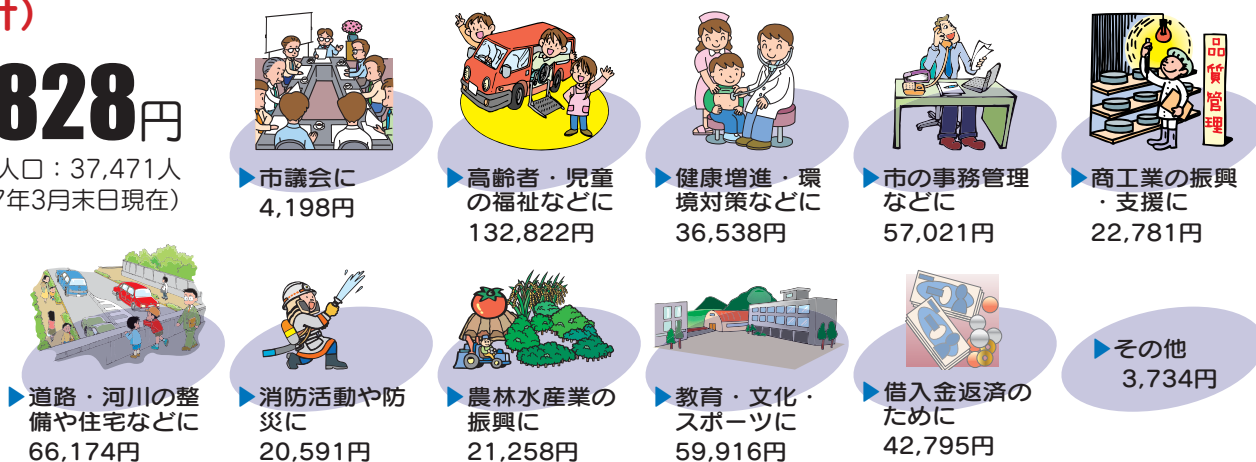 計）
828円
人口：37,471人
7年3月末日現在）
品質管理
▶市議会に
4,198円
▶高齢者・児童
の福祉などに
132,822円
▶健康増進・環
境対策などに
36,538円
▶市の事務管理
などに
57,021円
▶商工業の振興
・支援に
22,781円
▶道路・河川の整
備や住宅などに
66,174円
▶消防活動や防
災に
20,591円
▶農林水産業の
振興に
21,258円
▶教育・文化・
スポーツに
59,916円
▶借入金返済の
ために
42,795円
▶その他
3,734円